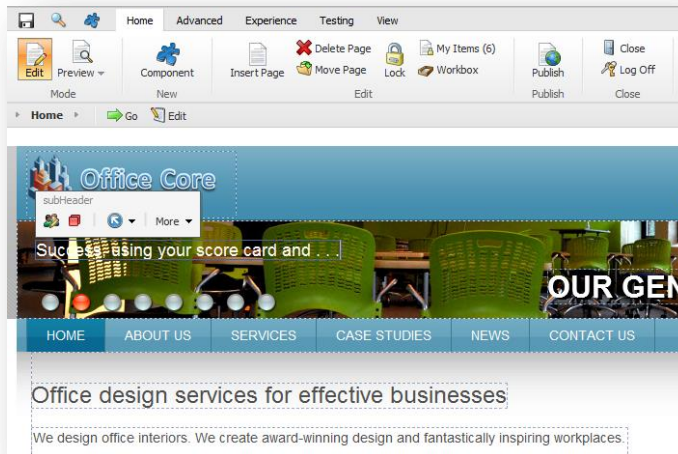 Home Advanced Experience Testing View
Edit
Preview
Component
Insert Page
Delete Page
Move Page
Lock
My Items (6)
Workbox
Publish
Close
Log Off
Mode New Edit Publish Close
Home Go Edit
Office Core
subHeader
More
Success, using your score card and . . .
OUR GEN
HOME ABOUT US SERVICES CASE STUDIES NEWS CONTACT US
Office design services for effective businesses
We design office interiors. We create award-winning design and fantastically inspiring workplaces.